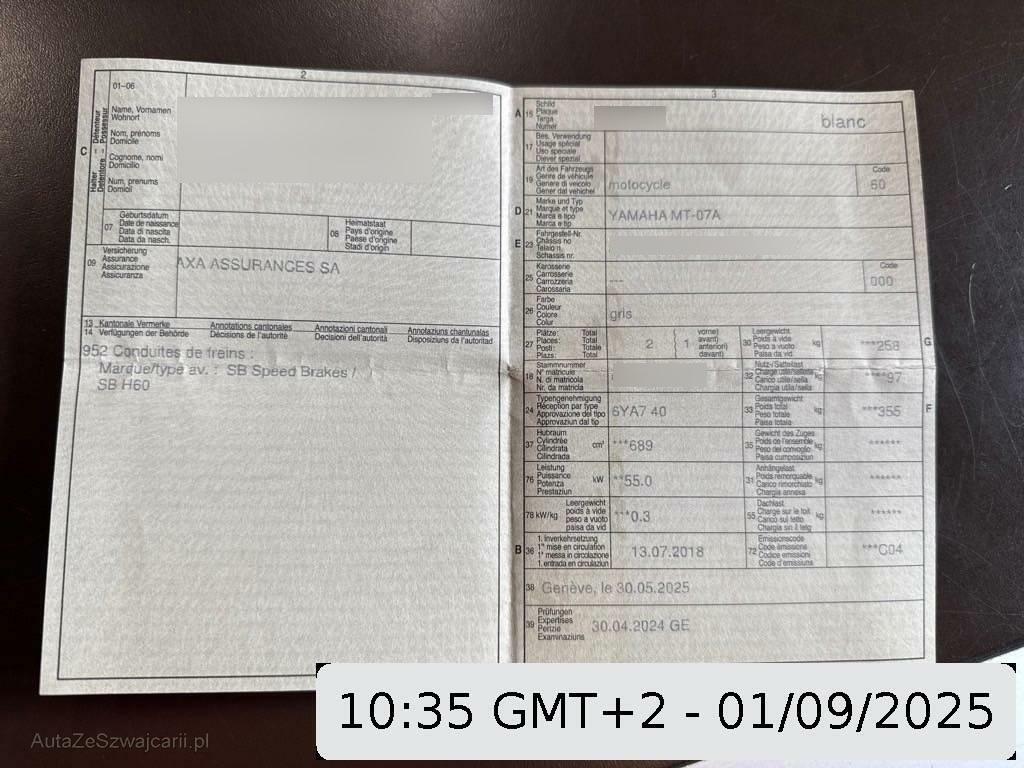 2
01-06
C
Halter Détenteur
Detentore Possessur
Name, Vornamen
Wohnort
Nom, prénoms
Domicile
Cognome, nomi
Domicilio
Num, prenums
Domicil
07
Geburtsdatum
Date de naissance
Data di nascita
Data da nasch.
08
Heimatstaat
Pays d'origine
Paese d'origine
Stadi d'origin
09
Versicherung
Assurance
Assicurazione
Assicuranza
AXA ASSURANCES SA
13 Kantonale Vermerke Annotations cantonales Annotazioni cantonali Annotaziuns chantunalas
14 Verfügungen der Behörde Décisions de l'autorité Decisioni dell'autorità Disposiziuns da l'autoritad
952 Conduites de freins :
Marque/type av. : SB Speed Brakes /
SB H60
3
A 15
Schild
Plaque
Targa
Numer
blanc
17
Bes. Verwendung
Usage spécial
Uso speciale
Diever spezial
19
Art des Fahrzeugs
Genre de véhicule
Genere di veicolo
Gener dal vehichel
motocycle
Code
60
D 21
Marke und Typ
Marque et type
Marca e tipo
Marca e tip
YAMAHA MT-07A
E 23
Fahrgestell-Nr.
Châssis no
Telaio n.
Schassis nr.
25
Karosserie
Carrosserie
Carrozzeria
Carossaria
---
Code
000
26
Farbe
Couleur
Colore
Colur
gris
27
Plätze: Total
Places: Total
Posti: Totale
Plazs: Total
2
1
vorne)
avant)
anteriori)
davant)
30
Leergewicht
Poids à vide
Peso a vuoto
Paisa da vid
kg
***258
G
18
Stammnummer
N° matricule
N. di matricola
Nr. da matricla
32
Nutz-/Sattellast
Charge utile/sellette
Carico utile/sella
Chargia utila/sella
kg
****97
24
Typengenehmigung
Réception par type
Approvazione del tipo
Approvaziun dal tip
6YA7 40
33
Gesamtgewicht
Poids total
Peso totale
Paisa totala
kg
***355
F
37
Hubraum
Cylindrée
Cilindrata
Cilindrada
cm³
***689
35
Gewicht des Zuges
Poids de l'ensemble
Peso del convoglio
Paisa cumposiziun
kg
******
76
Leistung
Puissance
Potenza
Prestaziun
kW
**55.0
31
Anhängelast
Poids remorquable
Carico rimorchiato
Chargia annexa
kg
******
78 kW/kg
Leergewicht
poids à vide
peso a vuoto
paisa da vid
***0.3
55
Dachlast
Charge sur le toit
Carico sul tetto
Chargia sin il tetg
kg
******
B 36
1. Inverkehrsetzung
1re mise en circulation
1a messa in circolazione
1. entrada en circulaziun
13.07.2018
72
Emissionscode
Code émissions
Codice emissioni
Code d'emissiuns
***C04
38 Genève, le 30.05.2025
39
Prüfungen
Expertises
Perizie
Examinaziuns
30.04.2024 GE
10:35 GMT+2 - 01/09/2025
AutaZeSzwajcarii.pl